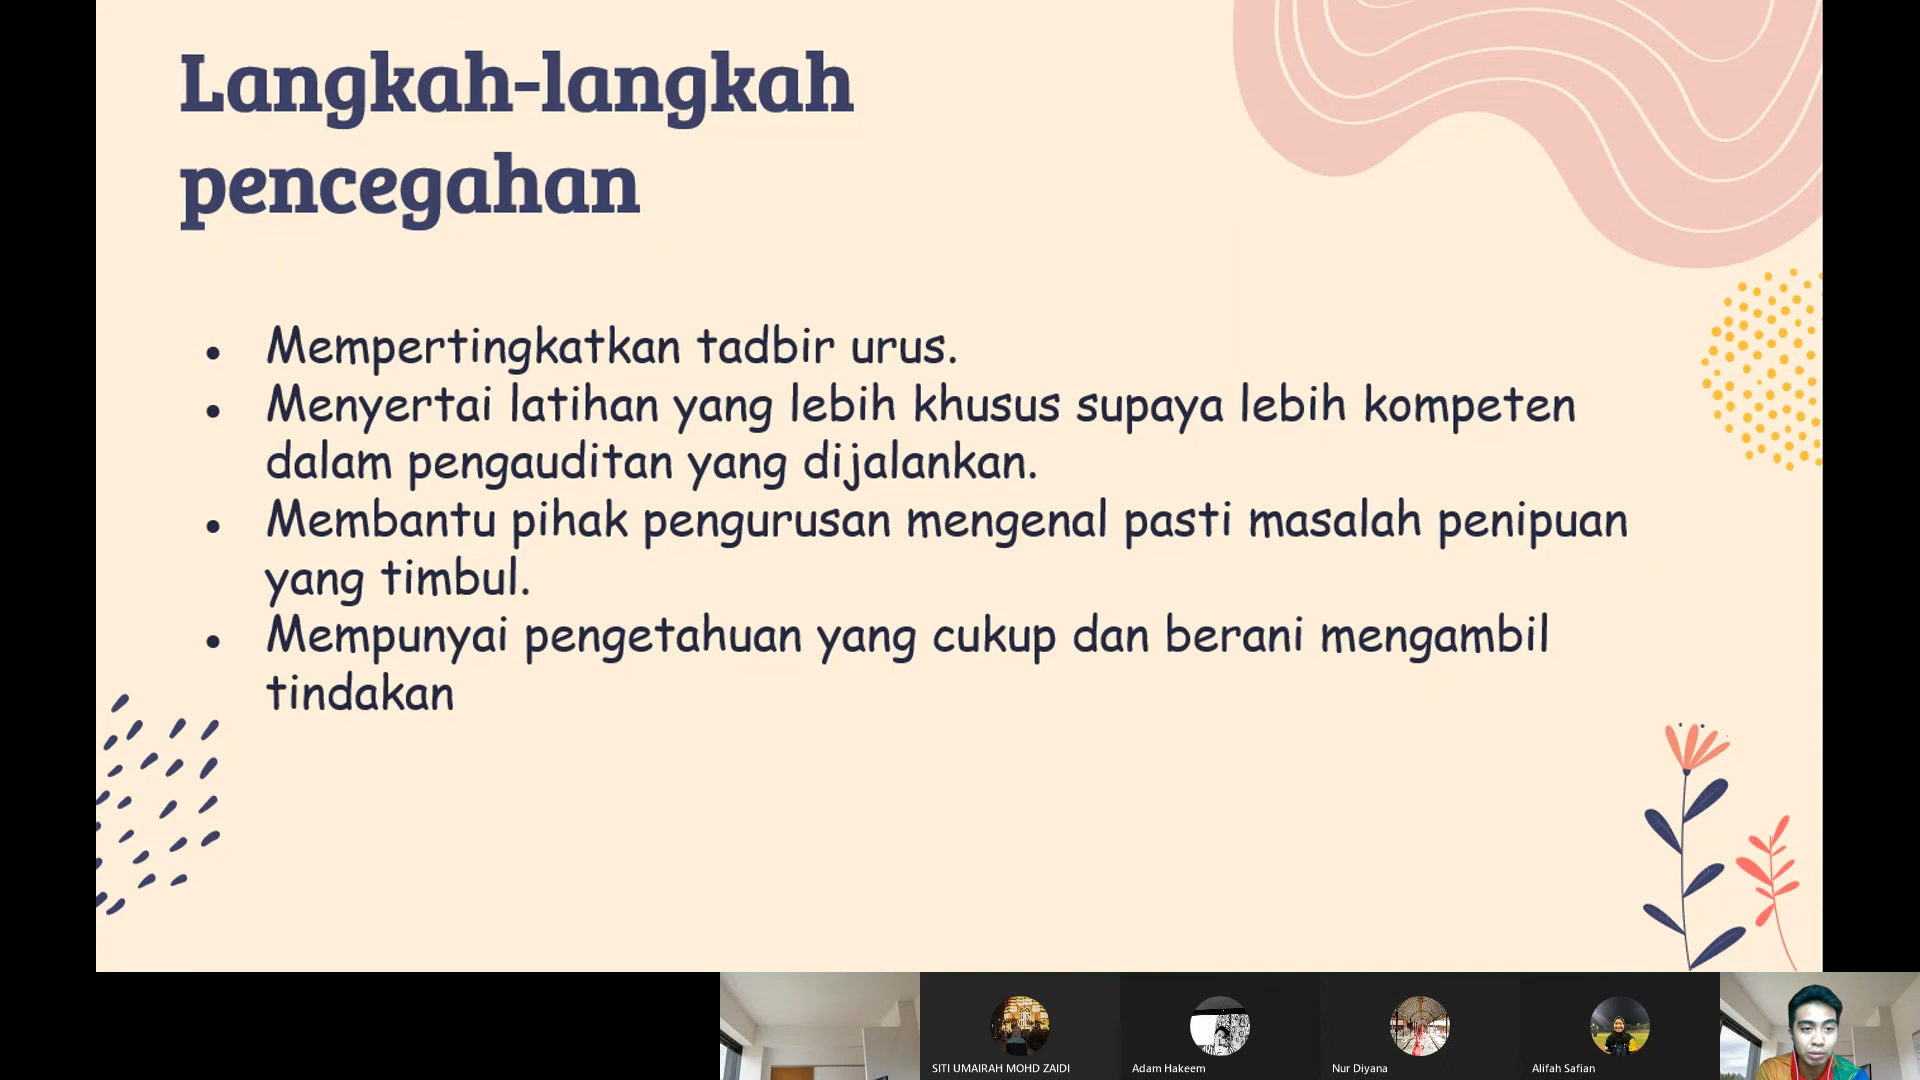 Langkah-langkah
pencegahan
• Mempertingkatkan tadbir urus.
• Menyertai latihan yang lebih khusus supaya lebih kompeten
dalam pengauditan yang dijalankan.
• Membantu pihak pengurusan mengenal pasti masalah penipuan
yang timbul.
• Mempunyai pengetahuan yang cukup dan berani mengambil
tindakan
SITI UMAIRAH MOHD ZAIDI
Adam Hakeem
Nur Diyana
Alifah Safian